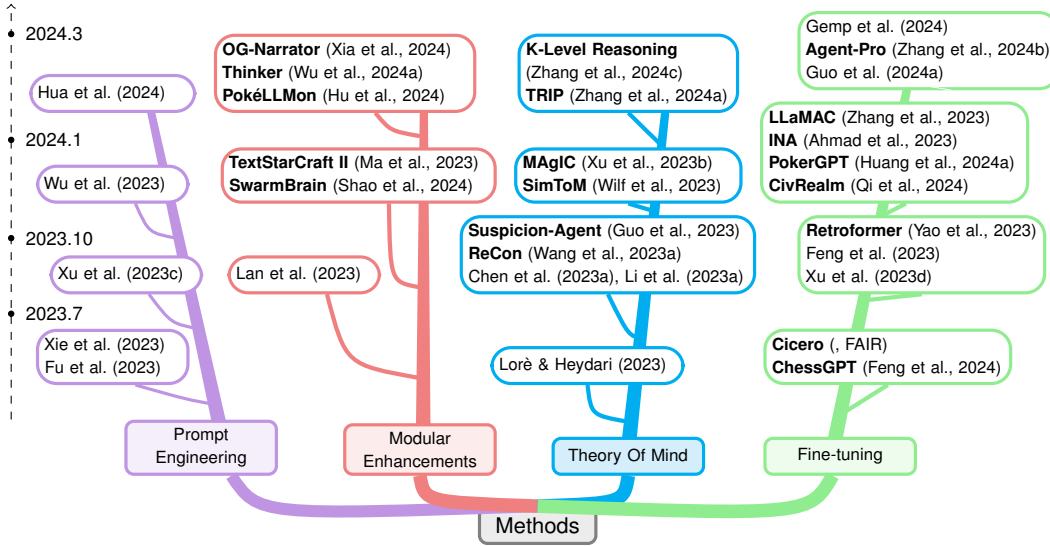 2024.3
2024.1
2023.10
2023.7
Hua et al. (2024)
Wu et al. (2023)
Xu et al. (2023c)
Xie et al. (2023)
Fu et al. (2023)
Prompt
Engineering
OG-Narrator (Xia et al., 2024)
Thinker (Wu et al., 2024a)
PokéLLMon (Hu et al., 2024)
TextStarCraft II (Ma et al., 2023)
SwarmBrain (Shao et al., 2024)
Lan et al. (2023)
Modular
Enhancements
K-Level Reasoning
(Zhang et al., 2024c)
TRIP (Zhang et al., 2024a)
MAgIC (Xu et al., 2023b)
SimToM (Wilf et al., 2023)
Suspicion-Agent (Guo et al., 2023)
ReCon (Wang et al., 2023a)
Chen et al. (2023a), Li et al. (2023a)
Lorè & Heydari (2023)
Theory Of Mind
Gemp et al. (2024)
Agent-Pro (Zhang et al., 2024b)
Guo et al. (2024a)
LLaMAC (Zhang et al., 2023)
INA (Ahmad et al., 2023)
PokerGPT (Huang et al., 2024a)
CivRealm (Qi et al., 2024)
Retroformer (Yao et al., 2023)
Feng et al. (2023)
Xu et al. (2023d)
Cicero (, FAIR)
ChessGPT (Feng et al., 2024)
Fine-tuning
Methods